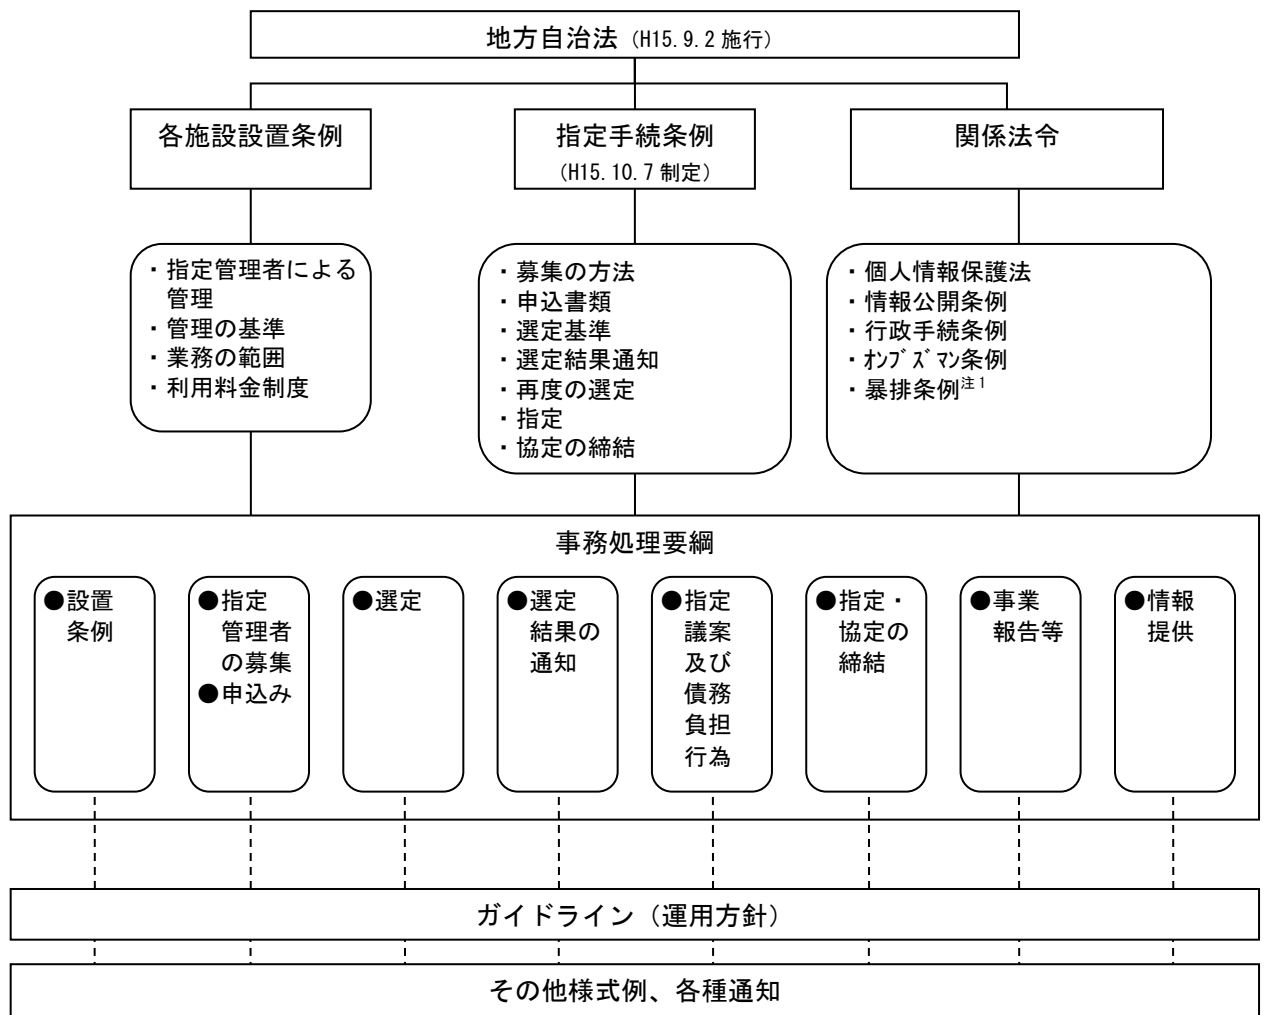 地方自治法（H15.9.2 施行）
各施設設置条例
指定手続条例
（H15.10.7 制定）
関係法令
・指定管理者による
管理
・管理の基準
・業務の範囲
・利用料金制度
・募集の方法
・申込書類
・選定基準
・選定結果通知
・再度の選定
・指定
・協定の締結
・個人情報保護法
・情報公開条例
・行政手続条例
・ｵﾝﾌﾞｽﾞﾏﾝ条例
・暴排条例注１
事務処理要綱
●設置
条例
●指定
管理者
の募集
●申込み
●選定
●選定
結果の
通知
●指定
議案
及び
債務
負担
行為
●指定・
協定の
締結
●事業
報告等
●情報
提供
ガイドライン（運用方針）
その他様式例、各種通知